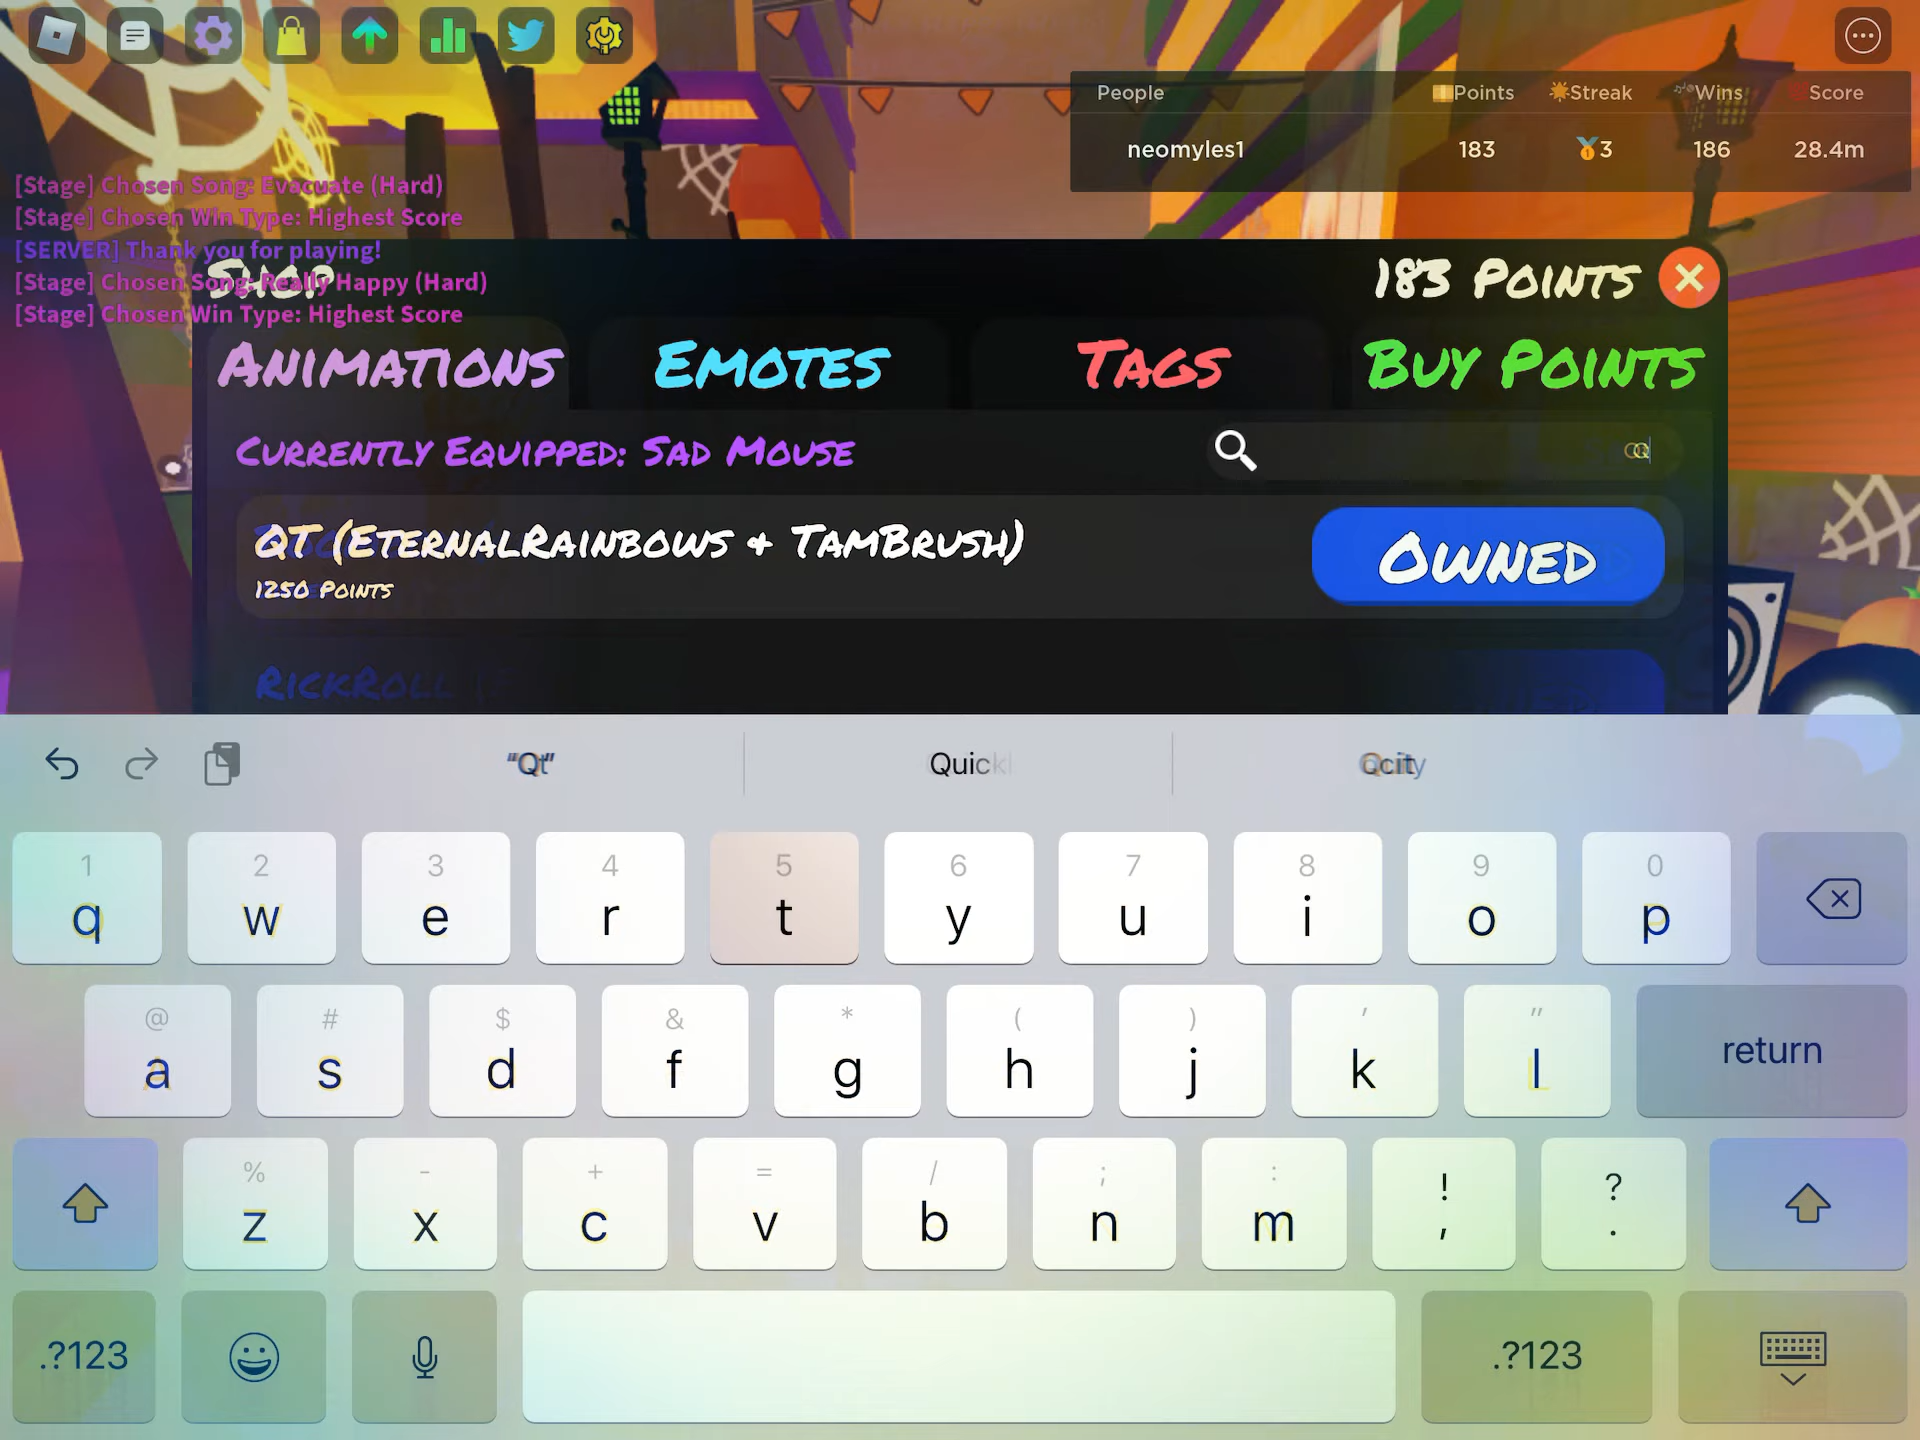 People Points Streak Wins Score
neomyles1 183 3 186 28.4m
[Stage] Chosen Song: Evacuate (Hard)
[Stage] Chosen Win Type: Highest Score
[SERVER] Thank you for playing!
[Stage] Chosen Song: Really Happy (Hard)
[Stage] Chosen Win Type: Highest Score
Shop
183 Points
Animations Emotes Tags Buy Points
Currently Equipped: Sad Mouse
QT (EternalRainbows & TamBrush)
1250 Points
Owned
RickRoll
"Qt"
1 2 3 4 5 6 7 8 9 0
q w e r t y u i o p
@ # $ & * ( ) ' "
a s d f g h j k l return
% - + = / ; : ! ?
z x c v b n m , .
.?123 .?123